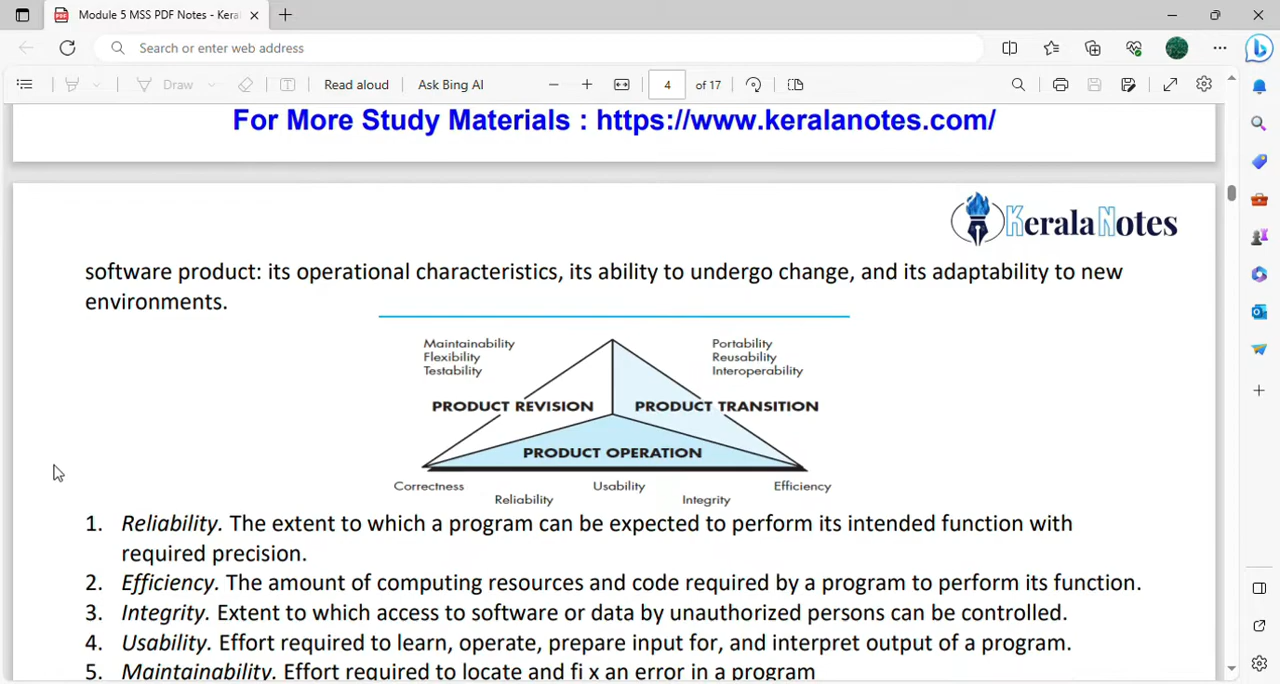 Module 5 MSS PDF Notes - Kera
Search or enter web address
Draw
Read aloud
Ask Bing AI
4 of 17
For More Study Materials : https://www.keralanotes.com/
KeralaNotes
software product: its operational characteristics, its ability to undergo change, and its adaptability to new
environments.
Maintainability
Flexibility
Testability
Portability
Reusability
Interoperability
PRODUCT REVISION
PRODUCT TRANSITION
PRODUCT OPERATION
Correctness
Reliability
Usability
Integrity
Efficiency
1. Reliability. The extent to which a program can be expected to perform its intended function with
required precision.
2. Efficiency. The amount of computing resources and code required by a program to perform its function.
3. Integrity. Extent to which access to software or data by unauthorized persons can be controlled.
4. Usability. Effort required to learn, operate, prepare input for, and interpret output of a program.
5. Maintainability. Effort required to locate and fi x an error in a program